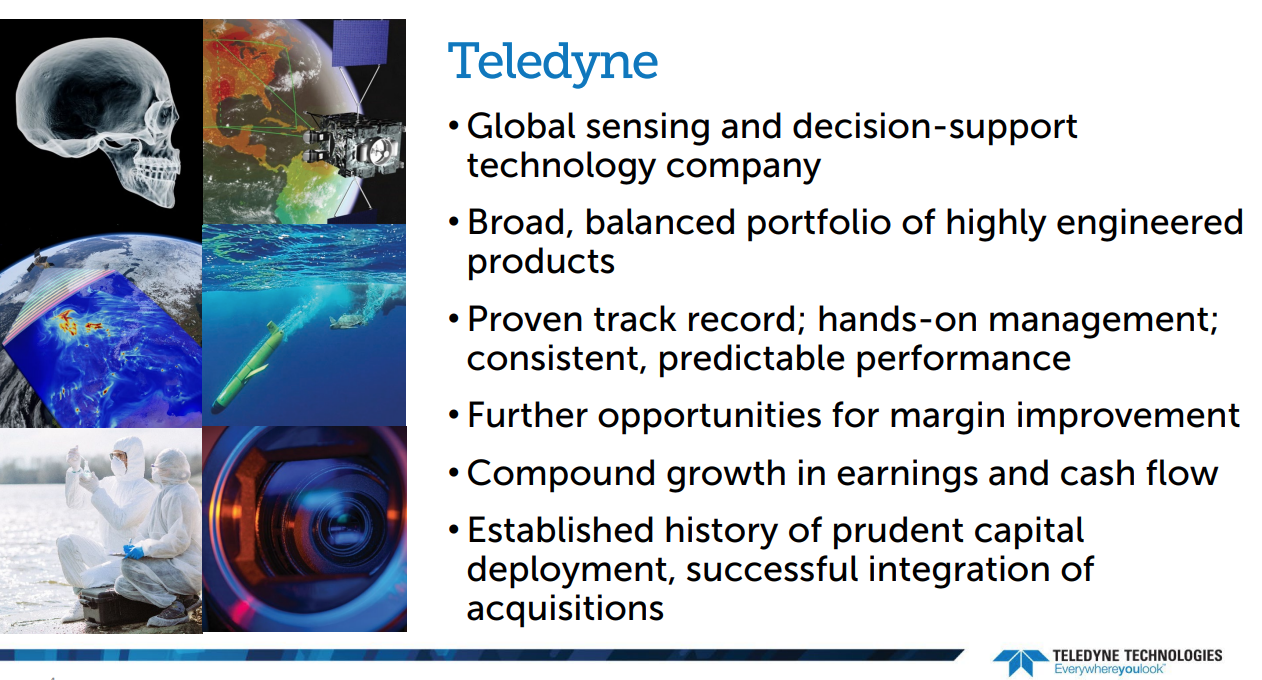 Teledyne
• Global sensing and decision-support
technology company
• Broad, balanced portfolio of highly engineered
products
• Proven track record; hands-on management;
consistent, predictable performance
• Further opportunities for margin improvement
• Compound growth in earnings and cash flow
• Established history of prudent capital
deployment, successful integration of
acquisitions
TELEDYNE TECHNOLOGIES
Everywhereyoulook™